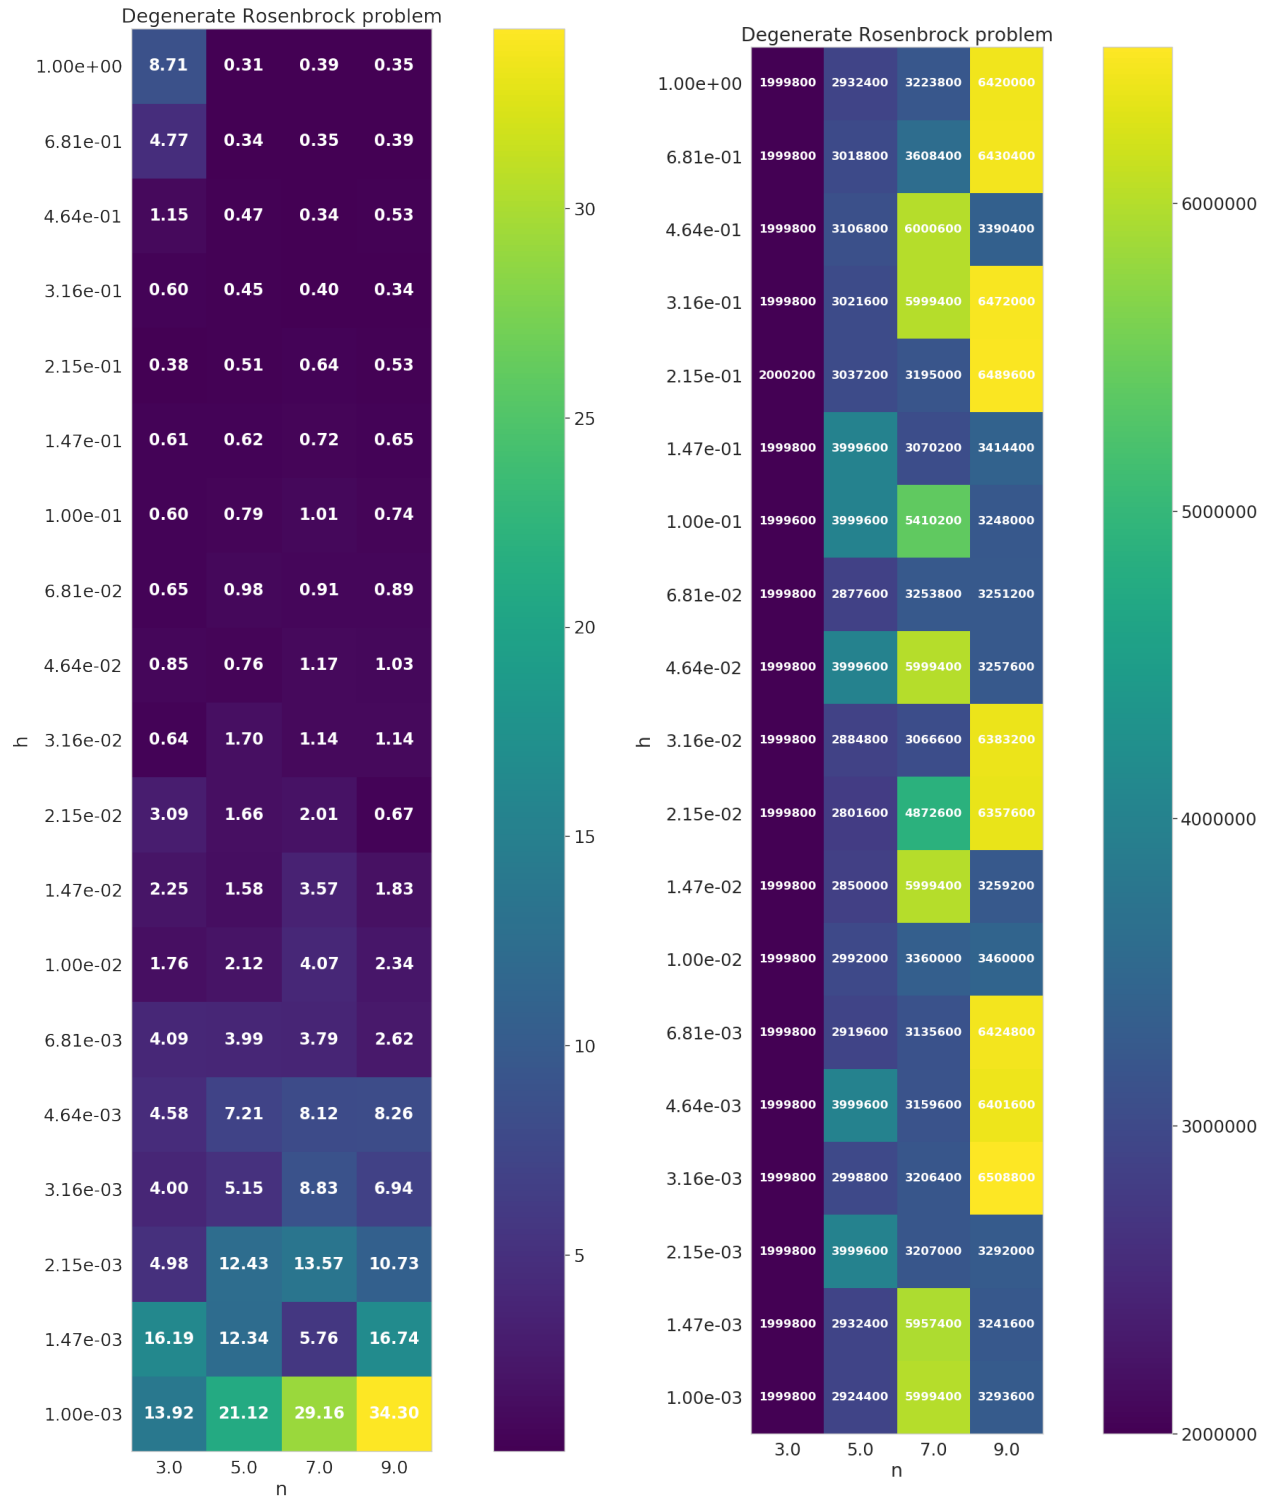 Degenerate Rosenbrock problem
1.00e+00 8.71 0.31 0.39 0.35
6.81e-01 4.77 0.34 0.35 0.39
4.64e-01 1.15 0.47 0.34 0.53
3.16e-01 0.60 0.45 0.40 0.34
2.15e-01 0.38 0.51 0.64 0.53
1.47e-01 0.61 0.62 0.72 0.65
1.00e-01 0.60 0.79 1.01 0.74
6.81e-02 0.65 0.98 0.91 0.89
4.64e-02 0.85 0.76 1.17 1.03
3.16e-02 0.64 1.70 1.14 1.14
2.15e-02 3.09 1.66 2.01 0.67
1.47e-02 2.25 1.58 3.57 1.83
1.00e-02 1.76 2.12 4.07 2.34
6.81e-03 4.09 3.99 3.79 2.62
4.64e-03 4.58 7.21 8.12 8.26
3.16e-03 4.00 5.15 8.83 6.94
2.15e-03 4.98 12.43 13.57 10.73
1.47e-03 16.19 12.34 5.76 16.74
1.00e-03 13.92 21.12 29.16 34.30
3.0 5.0 7.0 9.0
n
h
30
25
20
15
10
5
Degenerate Rosenbrock problem
1.00e+00 1999800 2932400 3223800 6420000
6.81e-01 1999800 3018800 3608400 6430400
4.64e-01 1999800 3106800 6000600 3390400
3.16e-01 1999800 3021600 5999400 6472000
2.15e-01 2000200 3037200 3195000 6489600
1.47e-01 1999800 3999600 3070200 3414400
1.00e-01 1999600 3999600 5410200 3248000
6.81e-02 1999800 2877600 3253800 3251200
4.64e-02 1999800 3999600 5999400 3257600
3.16e-02 1999800 2884800 3066600 6383200
2.15e-02 1999800 2801600 4872600 6357600
1.47e-02 1999800 2850000 5999400 3259200
1.00e-02 1999800 2992000 3360000 3460000
6.81e-03 1999800 2919600 3135600 6424800
4.64e-03 1999800 3999600 3159600 6401600
3.16e-03 1999800 2998800 3206400 6508800
2.15e-03 1999800 3999600 3207000 3292000
1.47e-03 1999800 2932400 5957400 3241600
1.00e-03 1999800 2924400 5999400 3293600
3.0 5.0 7.0 9.0
n
h
6000000
5000000
4000000
3000000
2000000